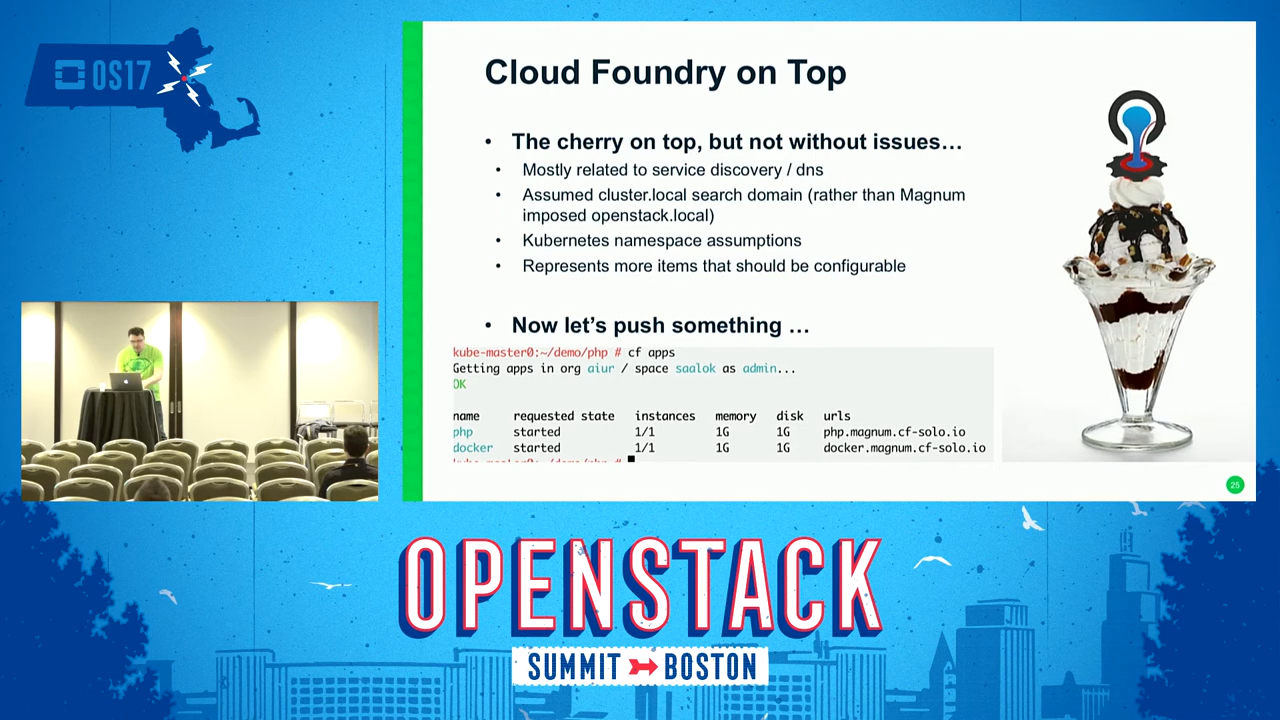 OS17
Cloud Foundry on Top
• The cherry on top, but not without issues…
• Mostly related to service discovery / dns
• Assumed cluster.local search domain (rather than Magnum
imposed openstack.local)
• Kubernetes namespace assumptions
• Represents more items that should be configurable
• Now let’s push something …
kube-master0:~/demo/php # cf apps
Getting apps in org aiur / space saalok as admin...
OK
name requested state instances memory disk urls
php started 1/1 1G 1G php.magnum.cf-solo.io
docker started 1/1 1G 1G docker.magnum.cf-solo.io
kube-master0:~/demo/php #
25
OPENSTACK
SUMMIT BOSTON